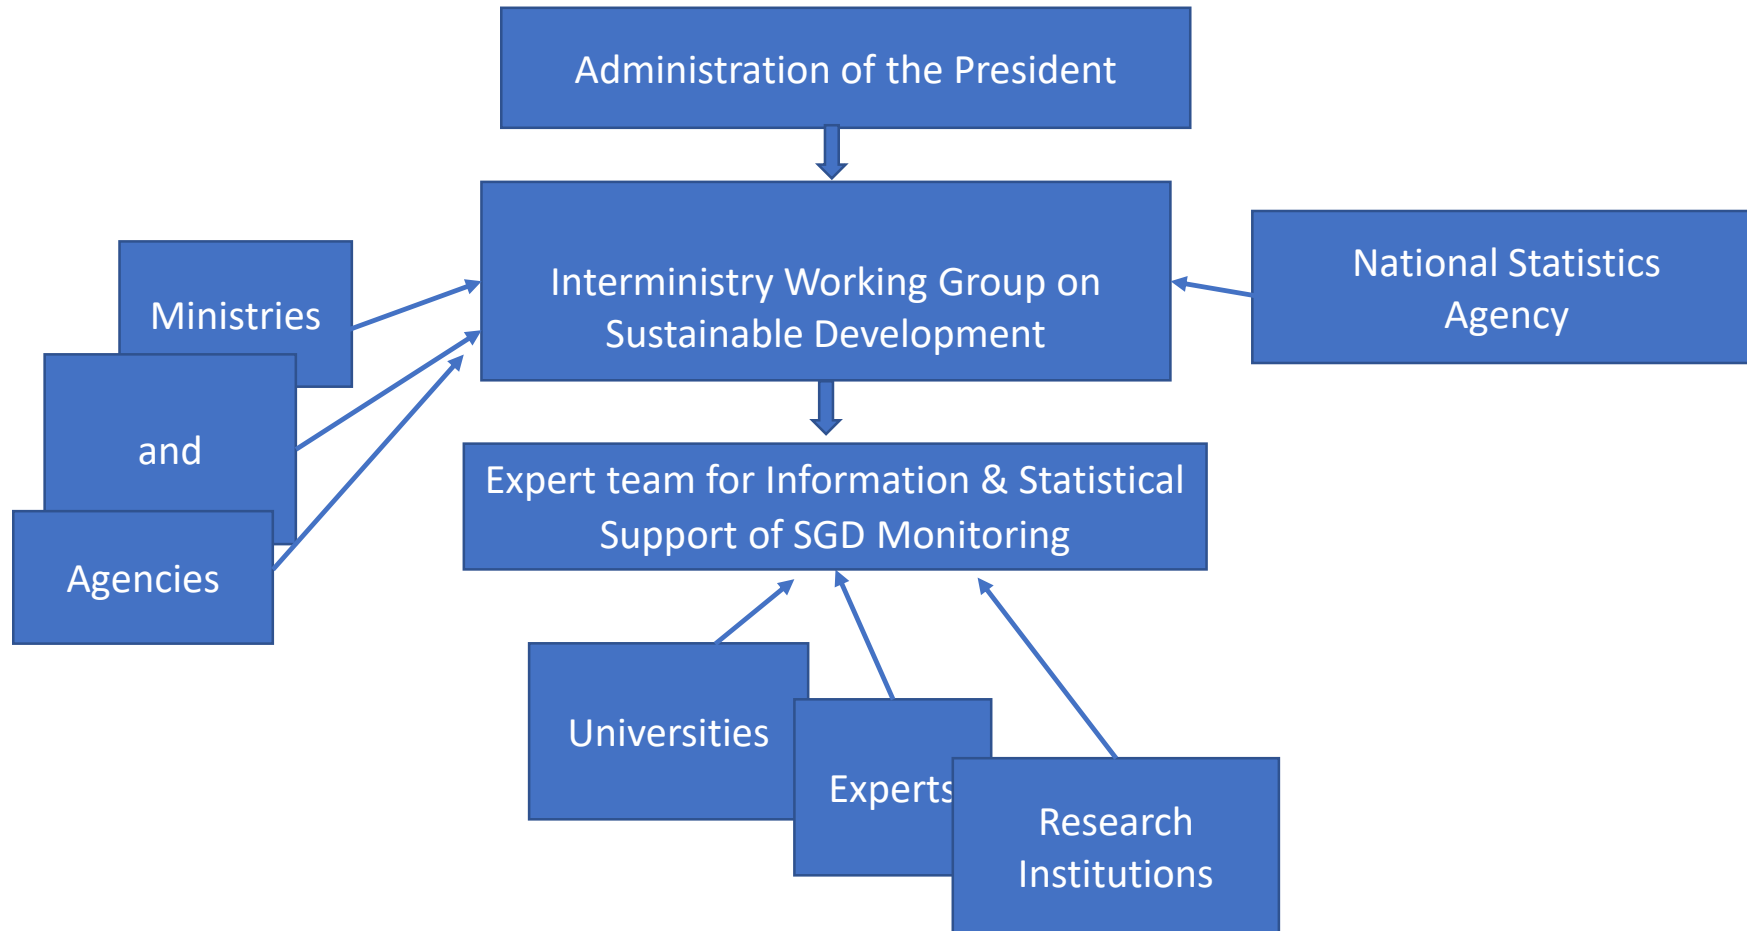 Administration of the President
Interministry Working Group on
Sustainable Development
National Statistics
Agency
Ministries
and
Agencies
Expert team for Information & Statistical
Support of SGD Monitoring
Universities
Experts
Research
Institutions